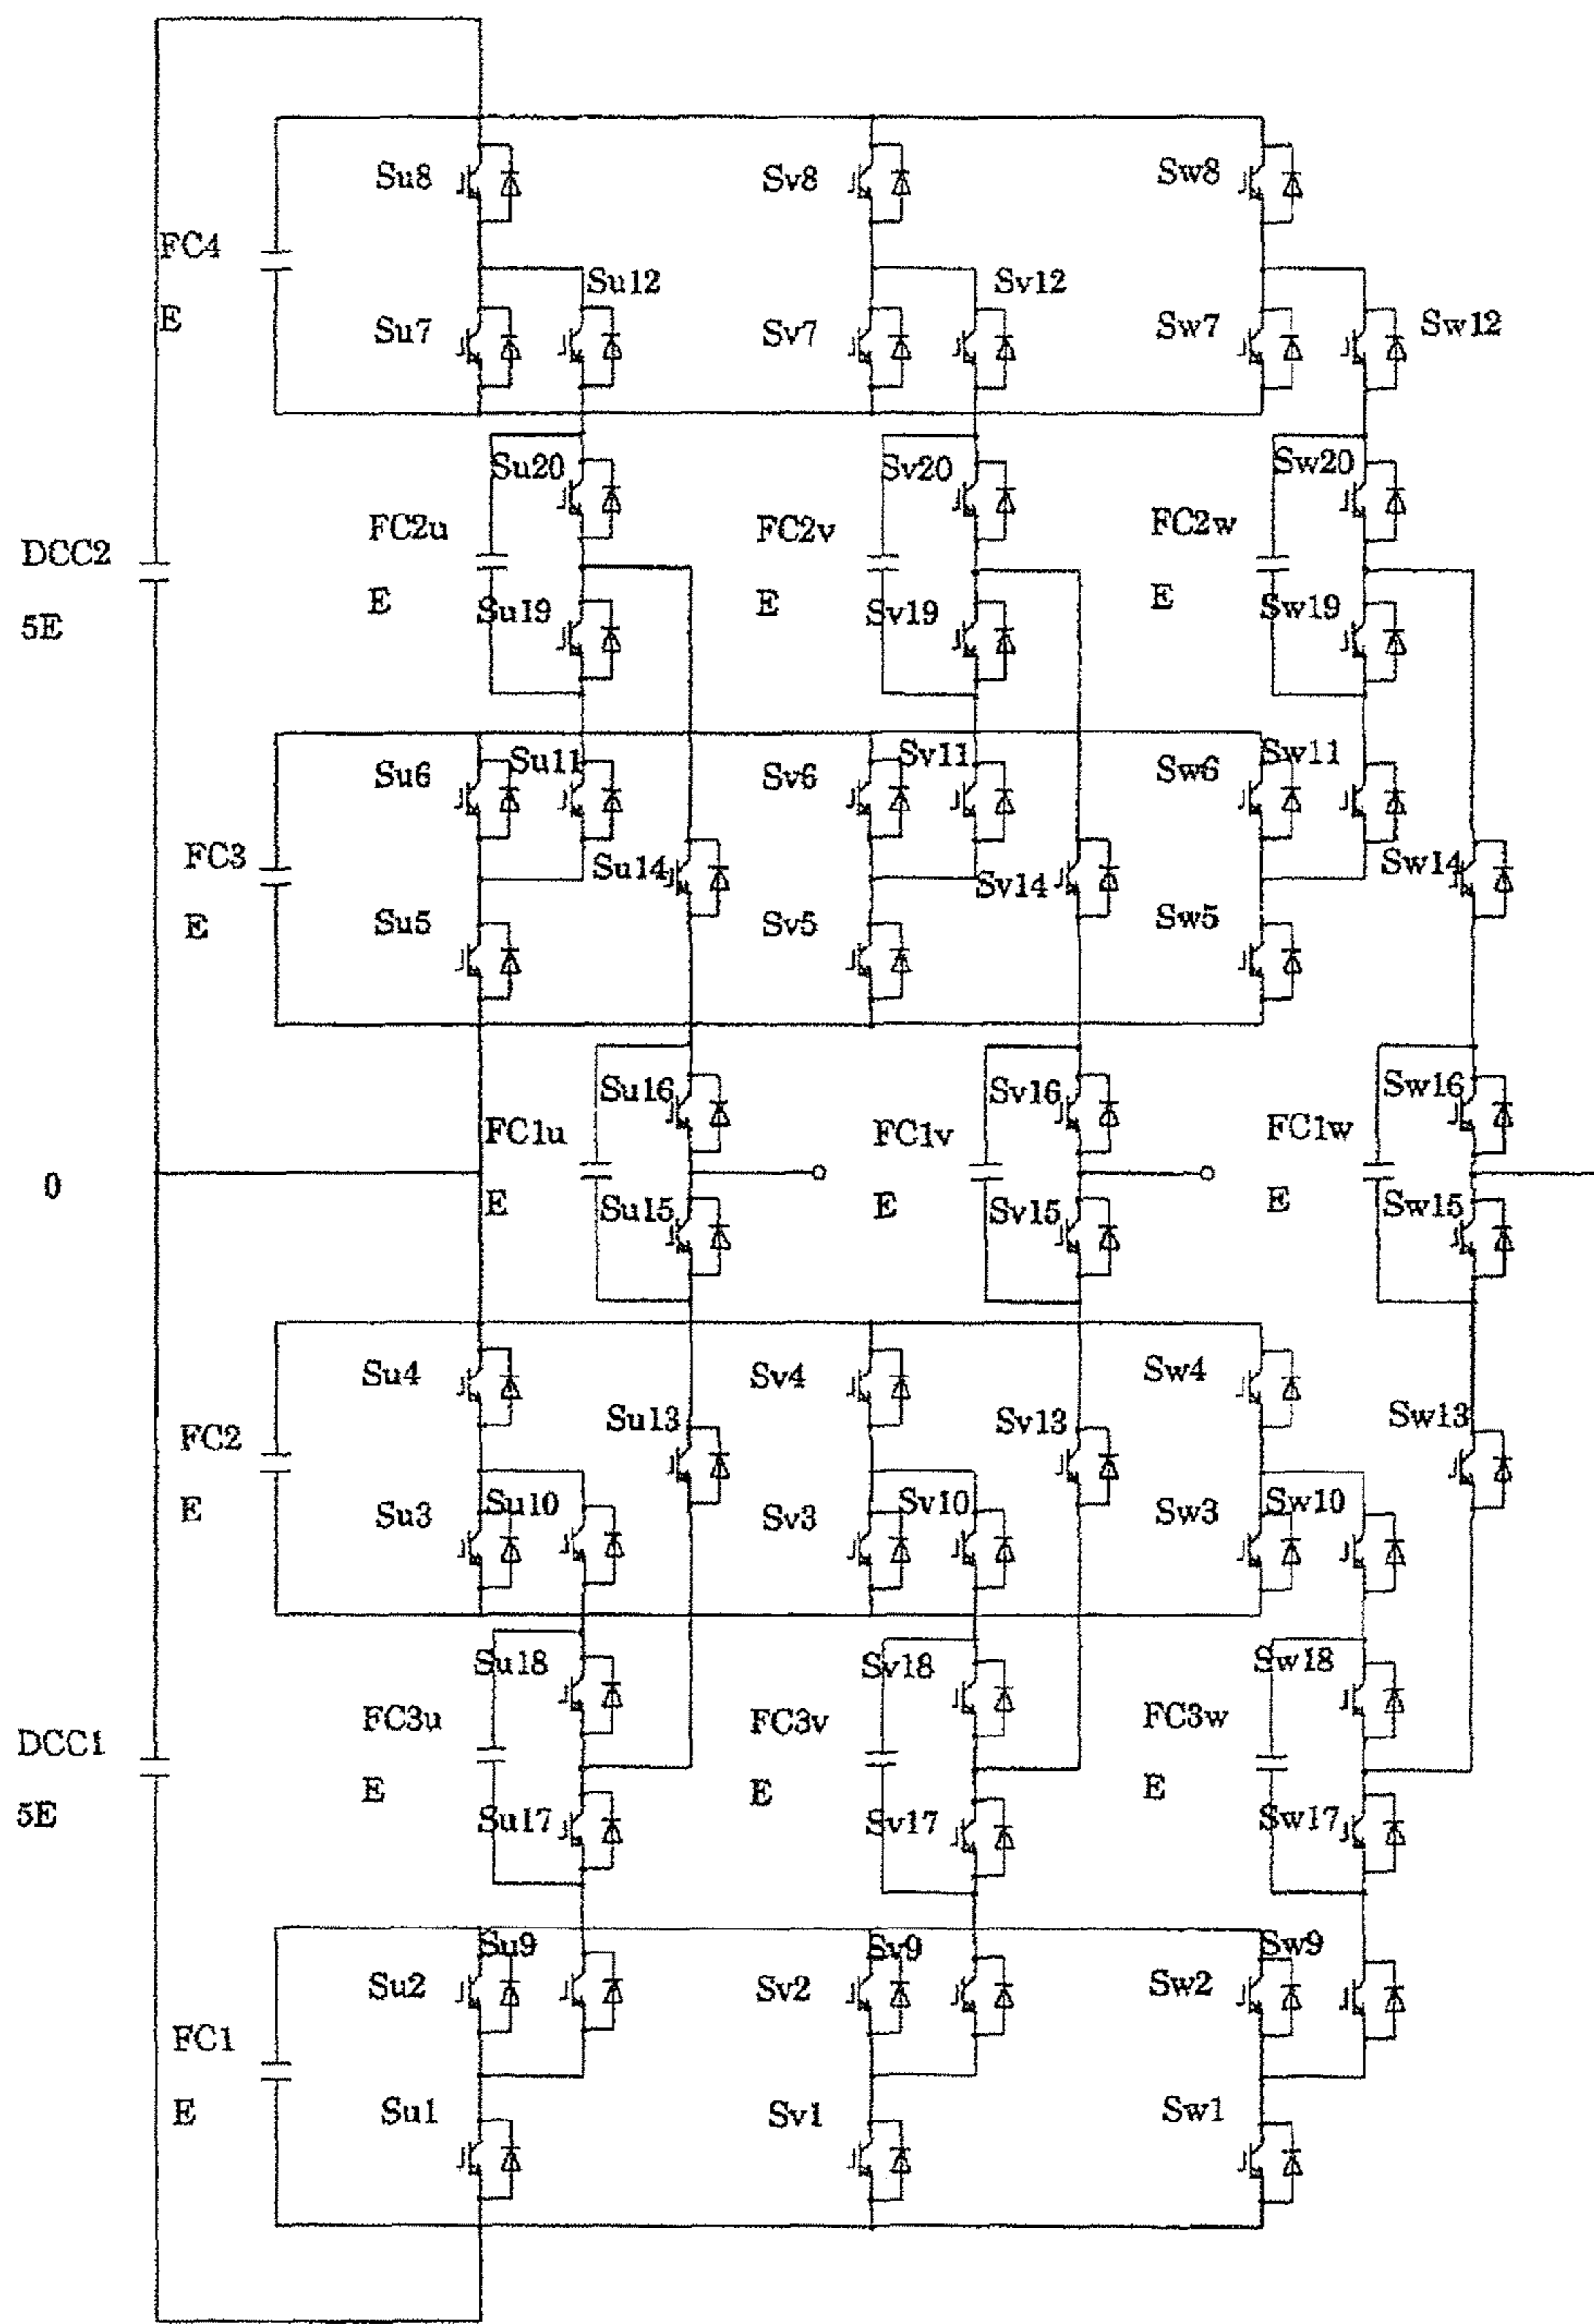 Su8
Sv8
Sw8
FC4
E
Su12
Sv12
Su7
Sv7
Sw7
Sw12
Su20
Sv20
Sw20
FC2u
FC2v
FC2w
DCC2
5E
E
E
E
Su19
Sv19
Sw19
Su6
Su11
Sv6
Sv11
Sw6
Sw11
FC3
E
Su14
Sv14
Sw14
Su5
Sv5
Sw5
Su16
Sv16
Sw16
FC1u
FC1v
FC1w
0
E
E
E
Su15
Sv15
Sw15
Su4
Sv4
Sw4
Su13
Sv13
Sw13
FC2
E
Su3
Su10
Sv3
Sv10
Sw3
Sw10
Su18
Sv18
Sw18
FC3u
FC3v
FC3w
DCC1
5E
E
E
E
Su17
Sv17
Sw17
Su9
Sv9
Sw9
Su2
Sv2
Sw2
FC1
E
Su1
Sv1
Sw1